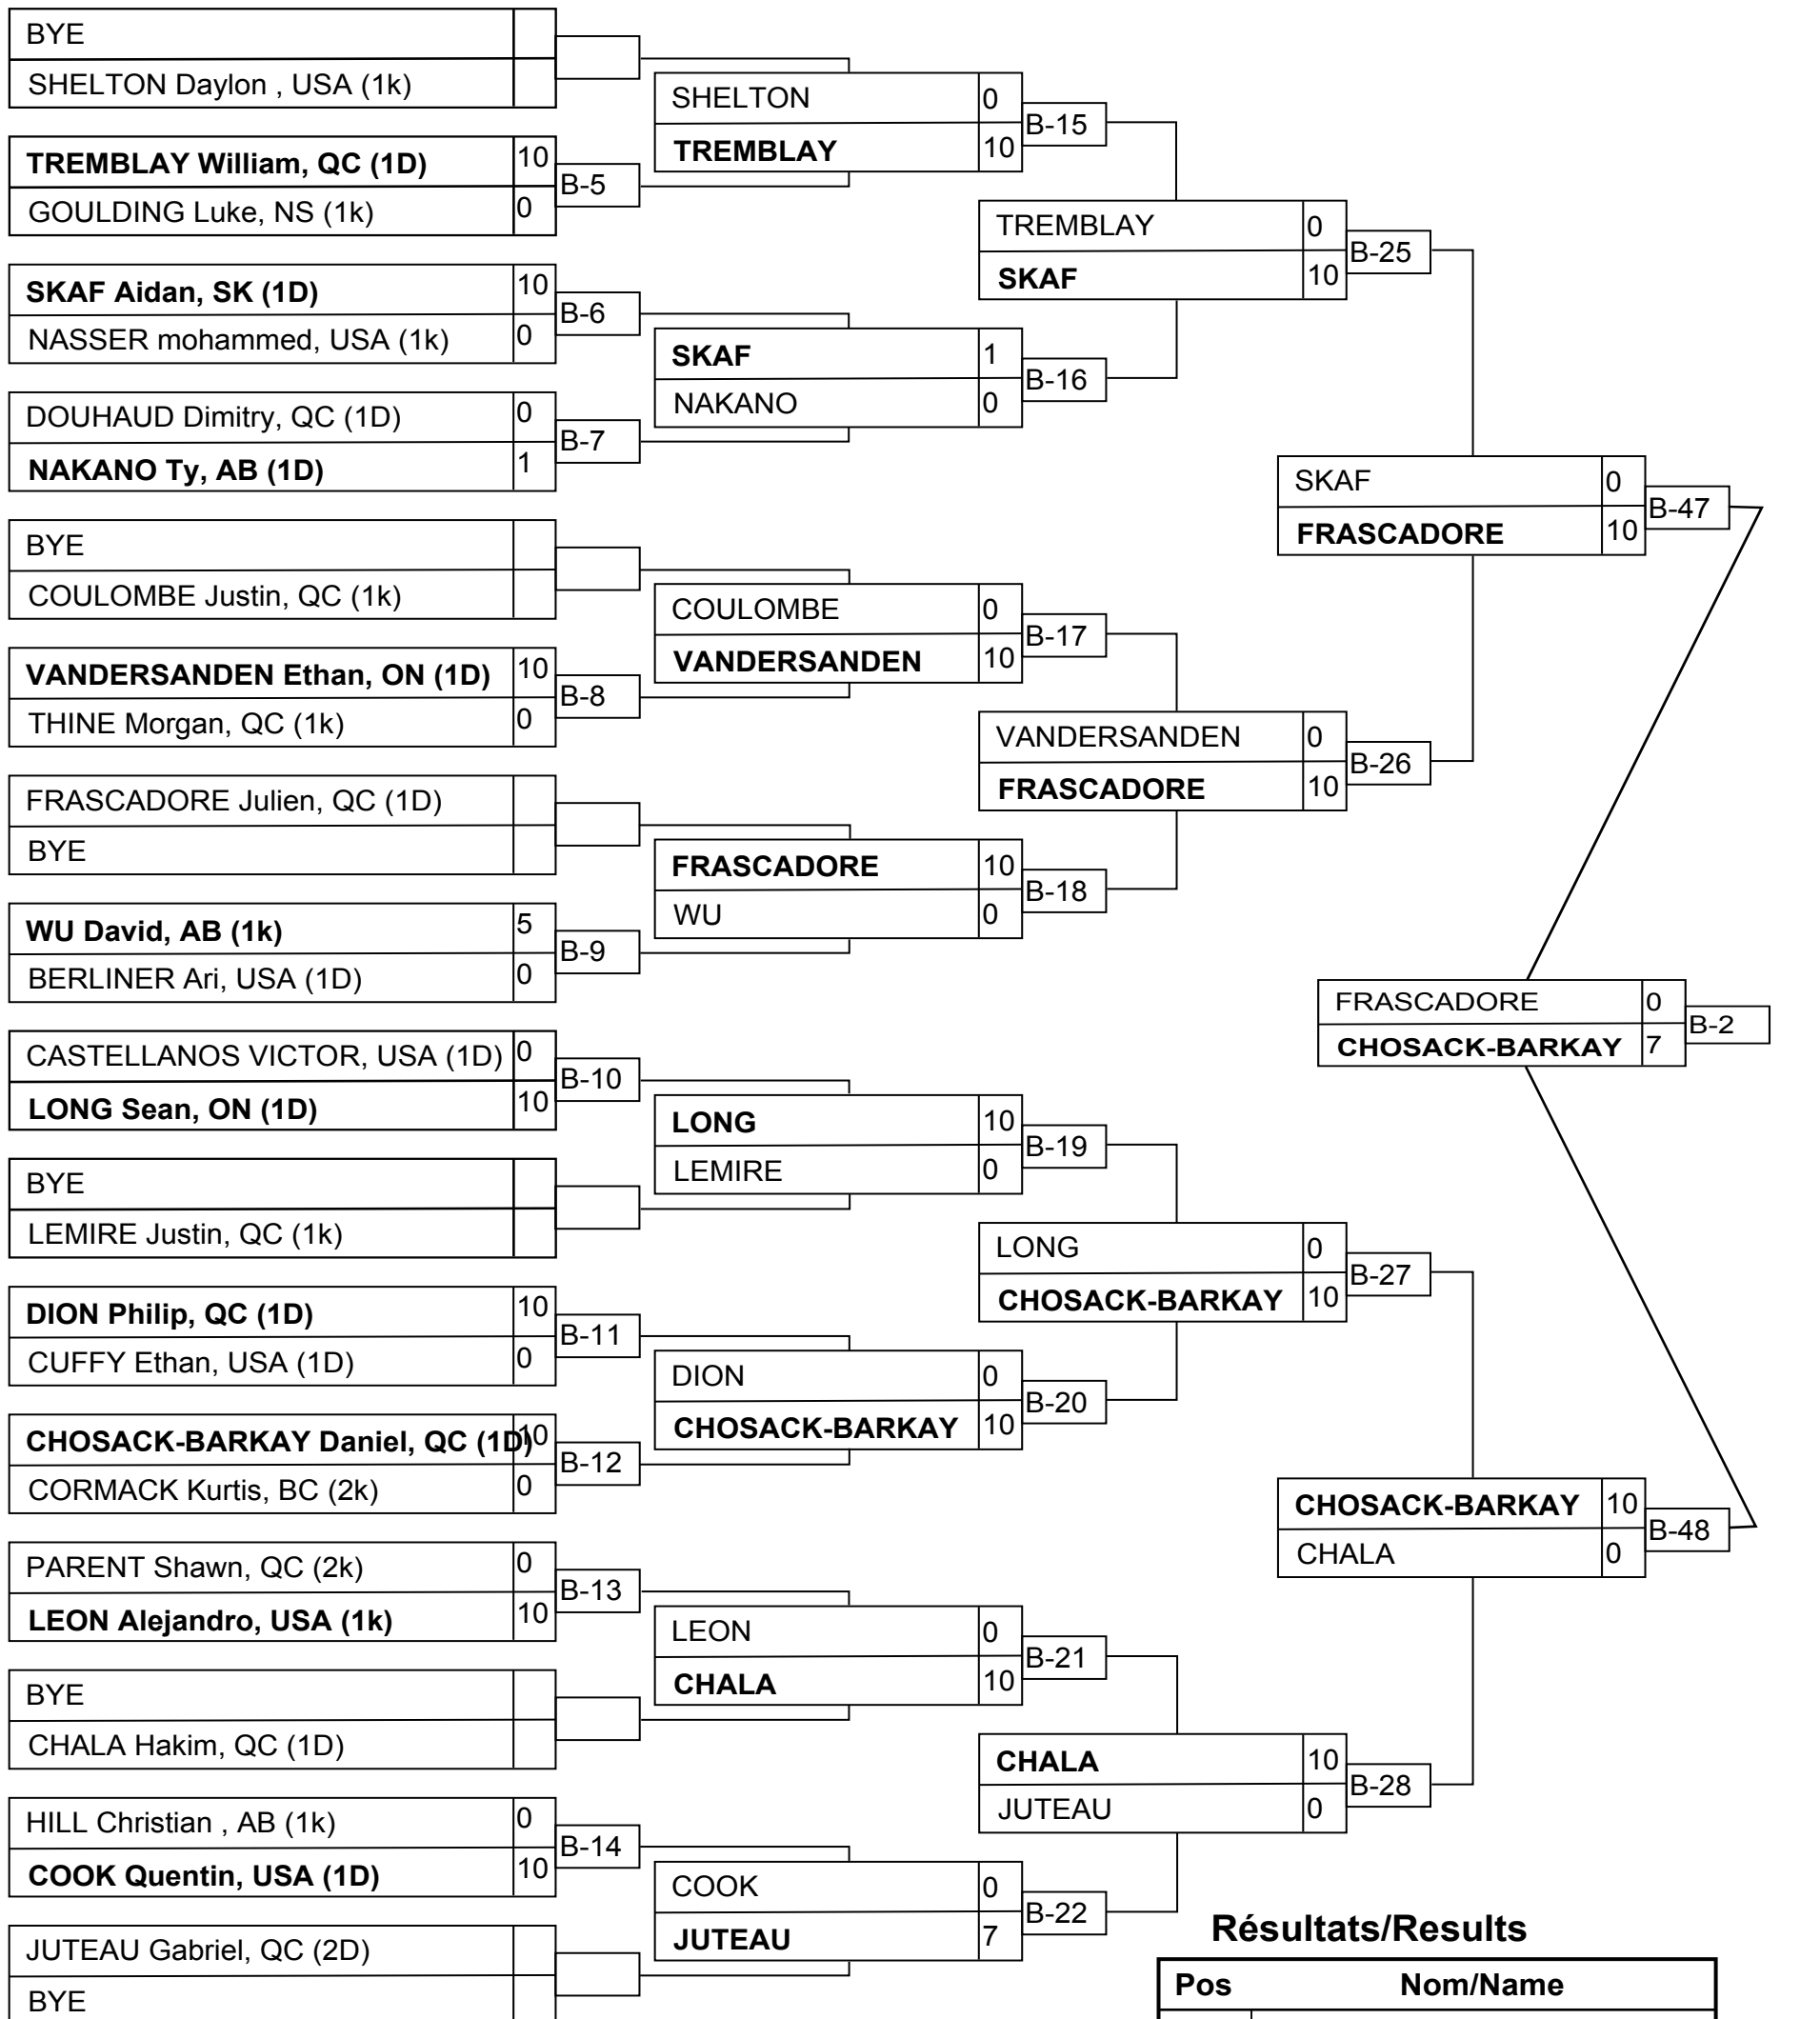 BYE
SHELTON Daylon , USA (1k)
TREMBLAY William, QC (1D) 10
GOULDING Luke, NS (1k) 0
B-5
SKAF Aidan, SK (1D) 10
NASSER mohammed, USA (1k) 0
B-6
DOUHAUD Dimitry, QC (1D) 0
NAKANO Ty, AB (1D) 1
B-7
BYE
COULOMBE Justin, QC (1k)
VANDERSANDEN Ethan, ON (1D) 10
THINE Morgan, QC (1k) 0
B-8
FRASCADORE Julien, QC (1D)
BYE
WU David, AB (1k) 5
BERLINER Ari, USA (1D) 0
B-9
CASTELLANOS VICTOR, USA (1D) 0
LONG Sean, ON (1D) 10
B-10
BYE
LEMIRE Justin, QC (1k)
DION Philip, QC (1D) 10
CUFFY Ethan, USA (1D) 0
B-11
CHOSACK-BARKAY Daniel, QC (1D) 10
CORMACK Kurtis, BC (2k) 0
B-12
PARENT Shawn, QC (2k) 0
LEON Alejandro, USA (1k) 10
B-13
BYE
CHALA Hakim, QC (1D)
HILL Christian , AB (1k) 0
COOK Quentin, USA (1D) 10
B-14
JUTEAU Gabriel, QC (2D)
BYE
SHELTON 0
TREMBLAY 10
B-15
SKAF 1
NAKANO 0
B-16
COULOMBE 0
VANDERSANDEN 10
B-17
FRASCADORE 10
WU 0
B-18
LONG 10
LEMIRE 0
B-19
DION 0
CHOSACK-BARKAY 10
B-20
LEON 0
CHALA 10
B-21
COOK 0
JUTEAU 7
B-22
TREMBLAY 0
SKAF 10
B-25
VANDERSANDEN 0
FRASCADORE 10
B-26
LONG 0
CHOSACK-BARKAY 10
B-27
CHALA 10
JUTEAU 0
B-28
SKAF 0
FRASCADORE 10
B-47
CHOSACK-BARKAY 10
CHALA 0
B-48
FRASCADORE 0
CHOSACK-BARKAY 7
B-2
Résultats/Results
Pos Nom/Name